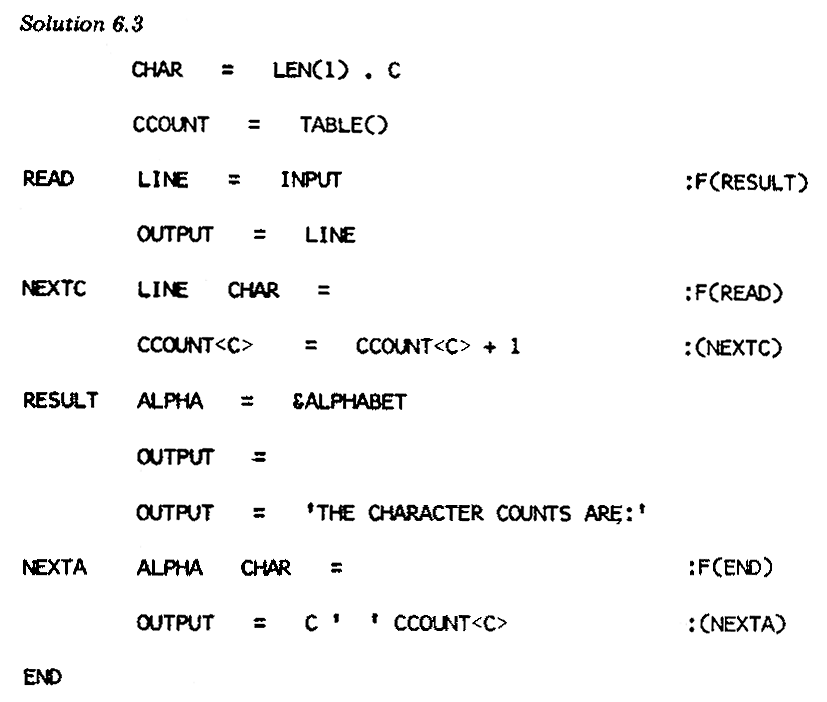 Solution 6.3
CHAR = LEN(1) . C
CCOUNT = TABLE()
READ LINE = INPUT :F(RESULT)
OUTPUT = LINE
NEXTC LINE CHAR = :F(READ)
CCOUNT<C> = CCOUNT<C> + 1 :(NEXTC)
RESULT ALPHA = &ALPHABET
OUTPUT =
OUTPUT = 'THE CHARACTER COUNTS ARE:'
NEXTA ALPHA CHAR = :F(END)
OUTPUT = C ' ' CCOUNT<C> :(NEXTA)
END